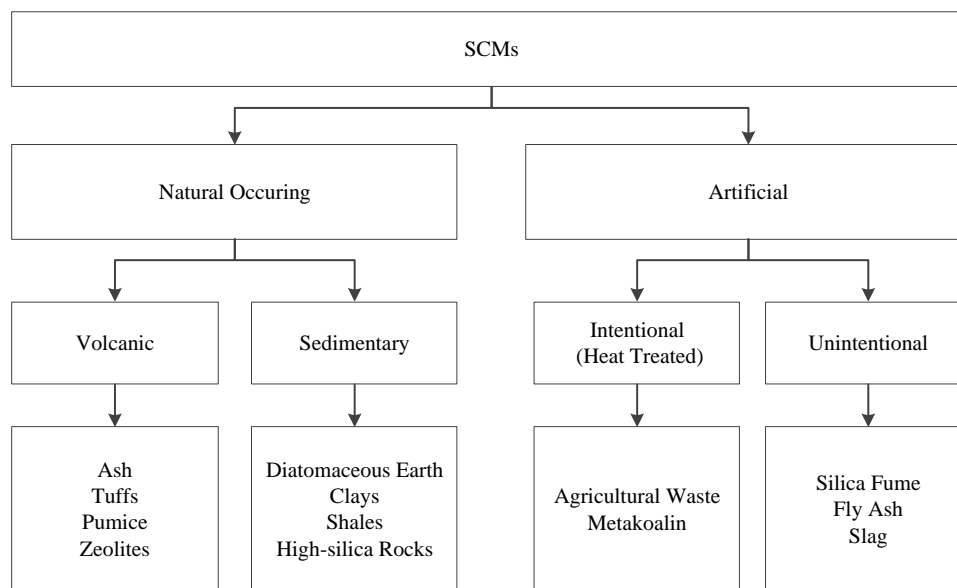 SCMs
Natural Occuring
Artificial
Volcanic
Sedimentary
Intentional
(Heat Treated)
Unintentional
Ash
Tuffs
Pumice
Zeolites
Diatomaceous Earth
Clays
Shales
High-silica Rocks
Agricultural Waste
Metakoalin
Silica Fume
Fly Ash
Slag